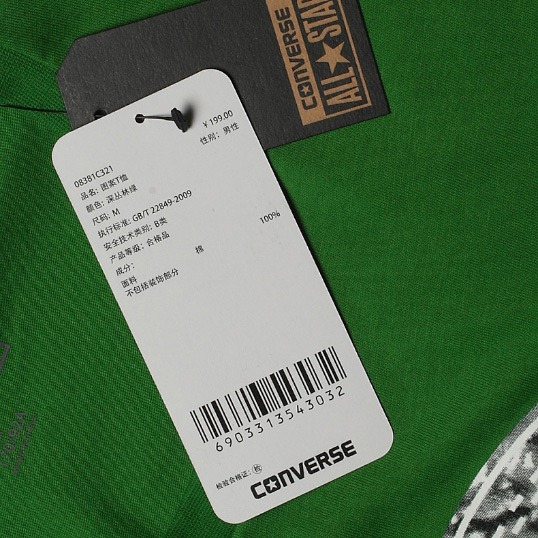 CONVERSE
ALL★STAR
¥199.00
08381C321
性别: 男性
品名: 图案T恤
颜色: 深丛林绿
尺码: M
执行标准: GB/T 22849-2009
安全技术类别: B类
产品等级: 合格品
成分:
面料 棉 100%
不包括装饰部分
6903313543032
检验合格证: 检
CONVERSE